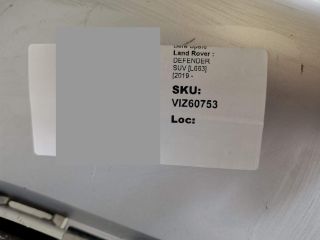 Land Rover :
DEFENDER
SUV [L663]
[2019 -
SKU:
VIZ60753
Loc: